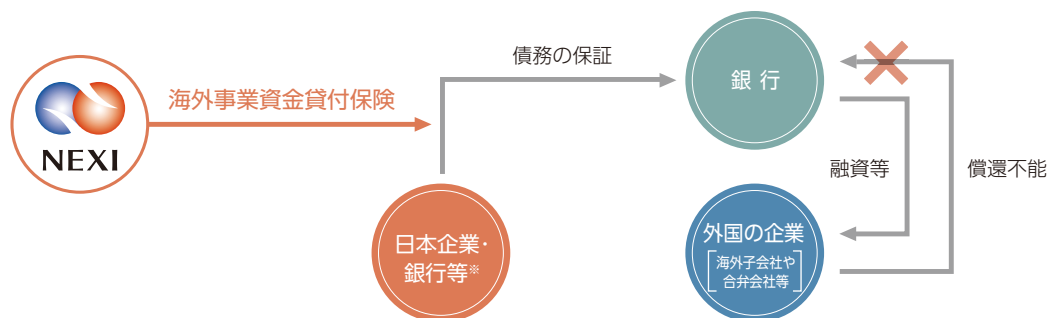 債務の保証
銀行
海外事業資金貸付保険
NEXI
融資等
償還不能
日本企業・
銀行等※
外国の企業
海外子会社や
合弁会社等